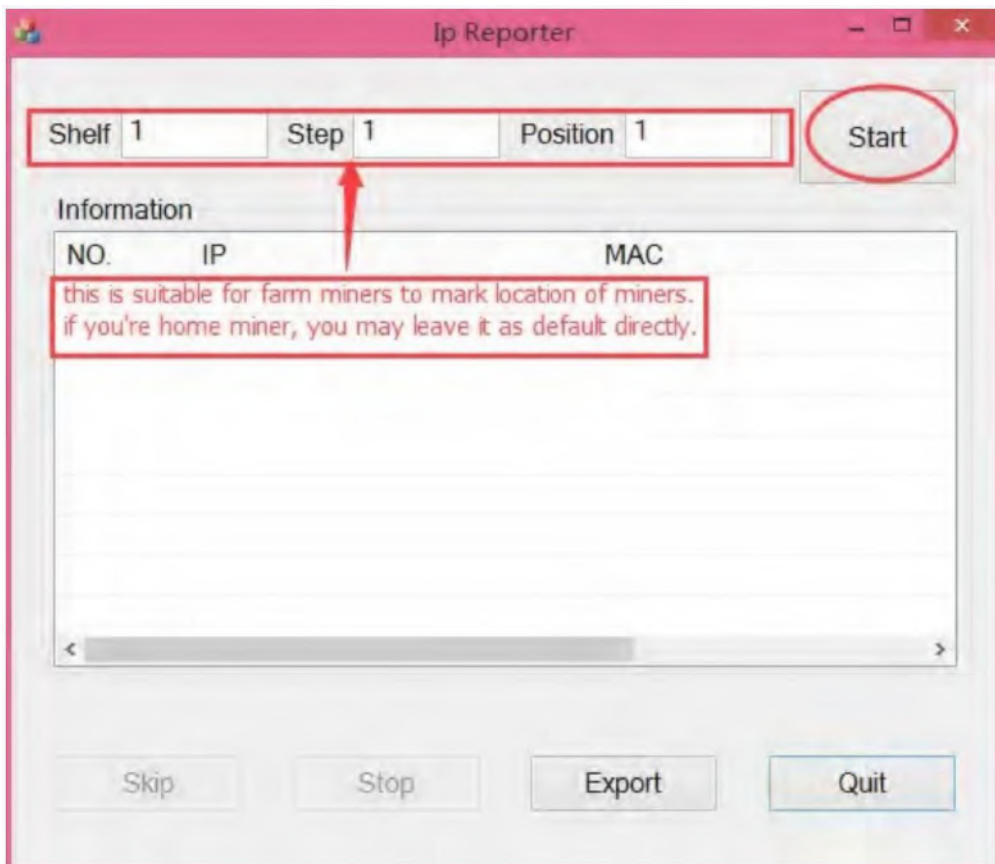 Ip Reporter
Shelf 1 Step 1 Position 1 Start
Information
NO. IP MAC
this is suitable for farm miners to mark location of miners.
if you're home miner, you may leave it as default directly.
Skip Stop Export Quit